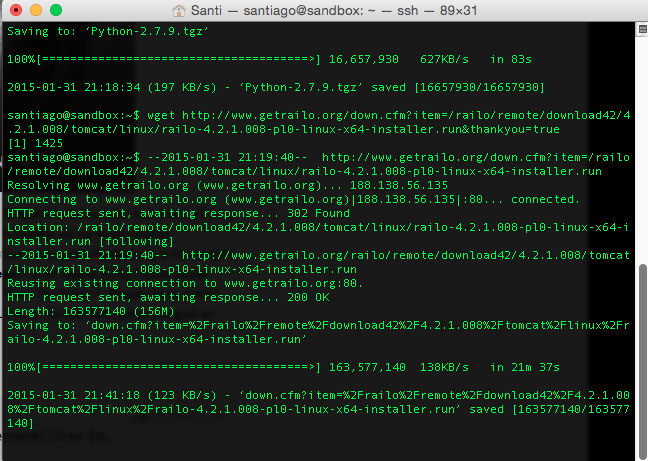 Santi — santiago@sandbox: ~ — ssh — 89×31
Saving to: ‘Python-2.7.9.tgz’
100%[======================================>] 16,657,930   627KB/s   in 83s
2015-01-31 21:18:34 (197 KB/s) - ‘Python-2.7.9.tgz’ saved [16657930/16657930]
santiago@sandbox:~$ wget http://www.getrailo.org/down.cfm?item=/railo/remote/download42/4
.2.1.008/tomcat/linux/railo-4.2.1.008-pl0-linux-x64-installer.run&thankyou=true
[1] 1425
santiago@sandbox:~$ --2015-01-31 21:19:40--  http://www.getrailo.org/down.cfm?item=/railo
/remote/download42/4.2.1.008/tomcat/linux/railo-4.2.1.008-pl0-linux-x64-installer.run
Resolving www.getrailo.org (www.getrailo.org)... 188.138.56.135
Connecting to www.getrailo.org (www.getrailo.org)|188.138.56.135|:80... connected.
HTTP request sent, awaiting response... 302 Found
Location: /railo/remote/download42/4.2.1.008/tomcat/linux/railo-4.2.1.008-pl0-linux-x64-i
nstaller.run [following]
--2015-01-31 21:19:40--  http://www.getrailo.org/railo/remote/download42/4.2.1.008/tomcat
/linux/railo-4.2.1.008-pl0-linux-x64-installer.run
Reusing existing connection to www.getrailo.org:80.
HTTP request sent, awaiting response... 200 OK
Length: 163577140 (156M)
Saving to: ‘down.cfm?item=%2Frailo%2Fremote%2Fdownload42%2F4.2.1.008%2Ftomcat%2Flinux%2Fr
ailo-4.2.1.008-pl0-linux-x64-installer.run’
100%[======================================>] 163,577,140  138KB/s   in 21m 37s
2015-01-31 21:41:18 (123 KB/s) - ‘down.cfm?item=%2Frailo%2Fremote%2Fdownload42%2F4.2.1.00
8%2Ftomcat%2Flinux%2Frailo-4.2.1.008-pl0-linux-x64-installer.run’ saved [163577140/163577
140]